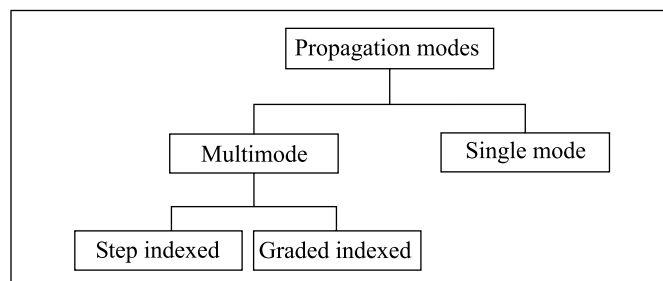 Propagation modes
Multimode
Single mode
Step indexed
Graded indexed